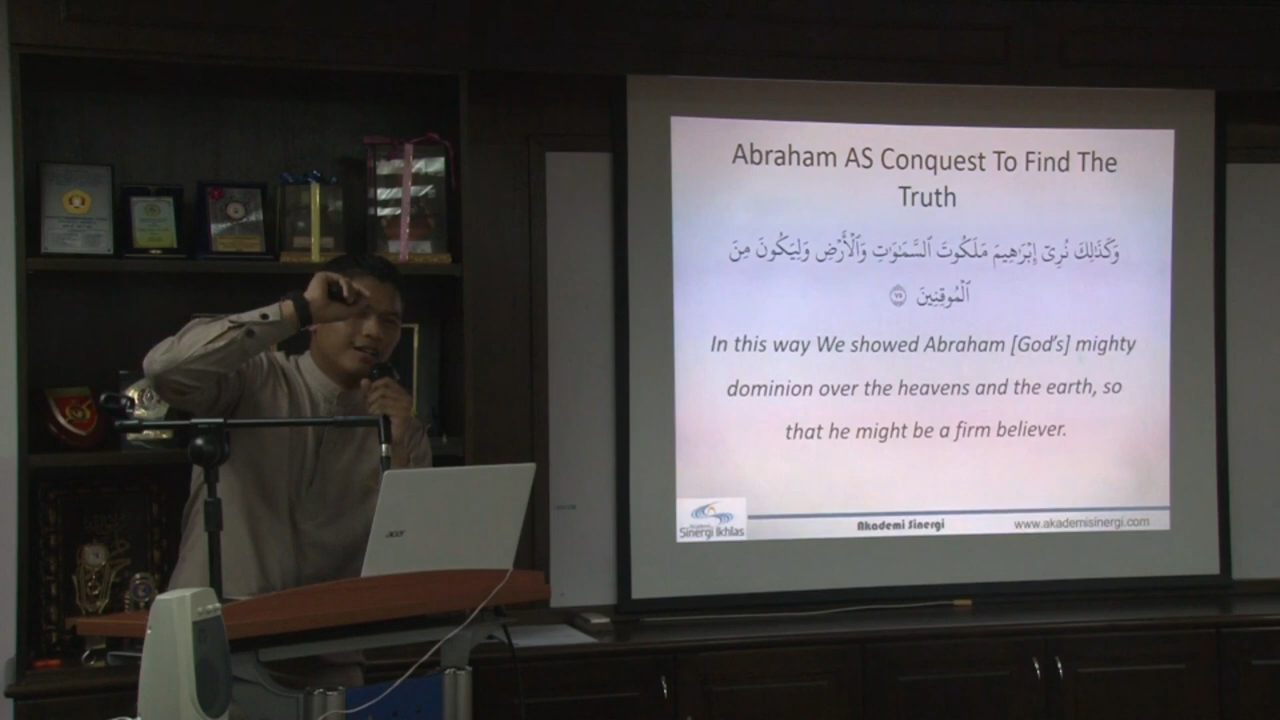 Abraham AS Conquest To Find The
Truth
وَكَذَٰلِكَ نُرِىٓ إِبْرَٰهِيمَ مَلَكُوتَ ٱلسَّمَـٰوَٰتِ وَٱلْأَرْضِ وَلِيَكُونَ مِنَ
ٱلْمُوقِنِينَ ٧٥
In this way We showed Abraham [God's] mighty
dominion over the heavens and the earth, so
that he might be a firm believer.
Sinergi Ikhlas
Akademi Sinergi
www.akademisinergi.com
acer